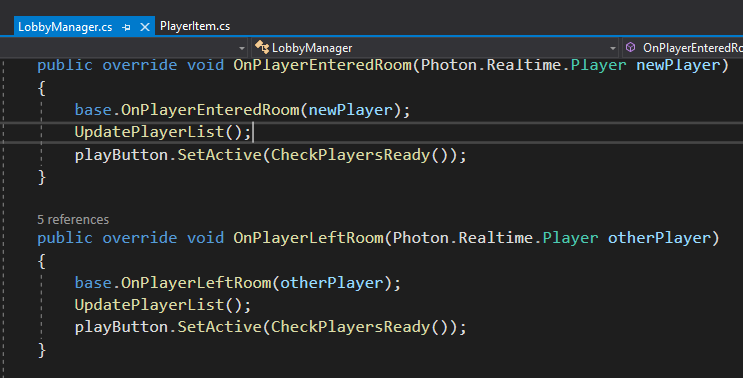 LobbyManager.cs PlayerItem.cs
LobbyManager OnPlayerEnteredRo
public override void OnPlayerEnteredRoom(Photon.Realtime.Player newPlayer)
{
base.OnPlayerEnteredRoom(newPlayer);
UpdatePlayerList();
playButton.SetActive(CheckPlayersReady());
}
5 references
public override void OnPlayerLeftRoom(Photon.Realtime.Player otherPlayer)
{
base.OnPlayerLeftRoom(otherPlayer);
UpdatePlayerList();
playButton.SetActive(CheckPlayersReady());
}